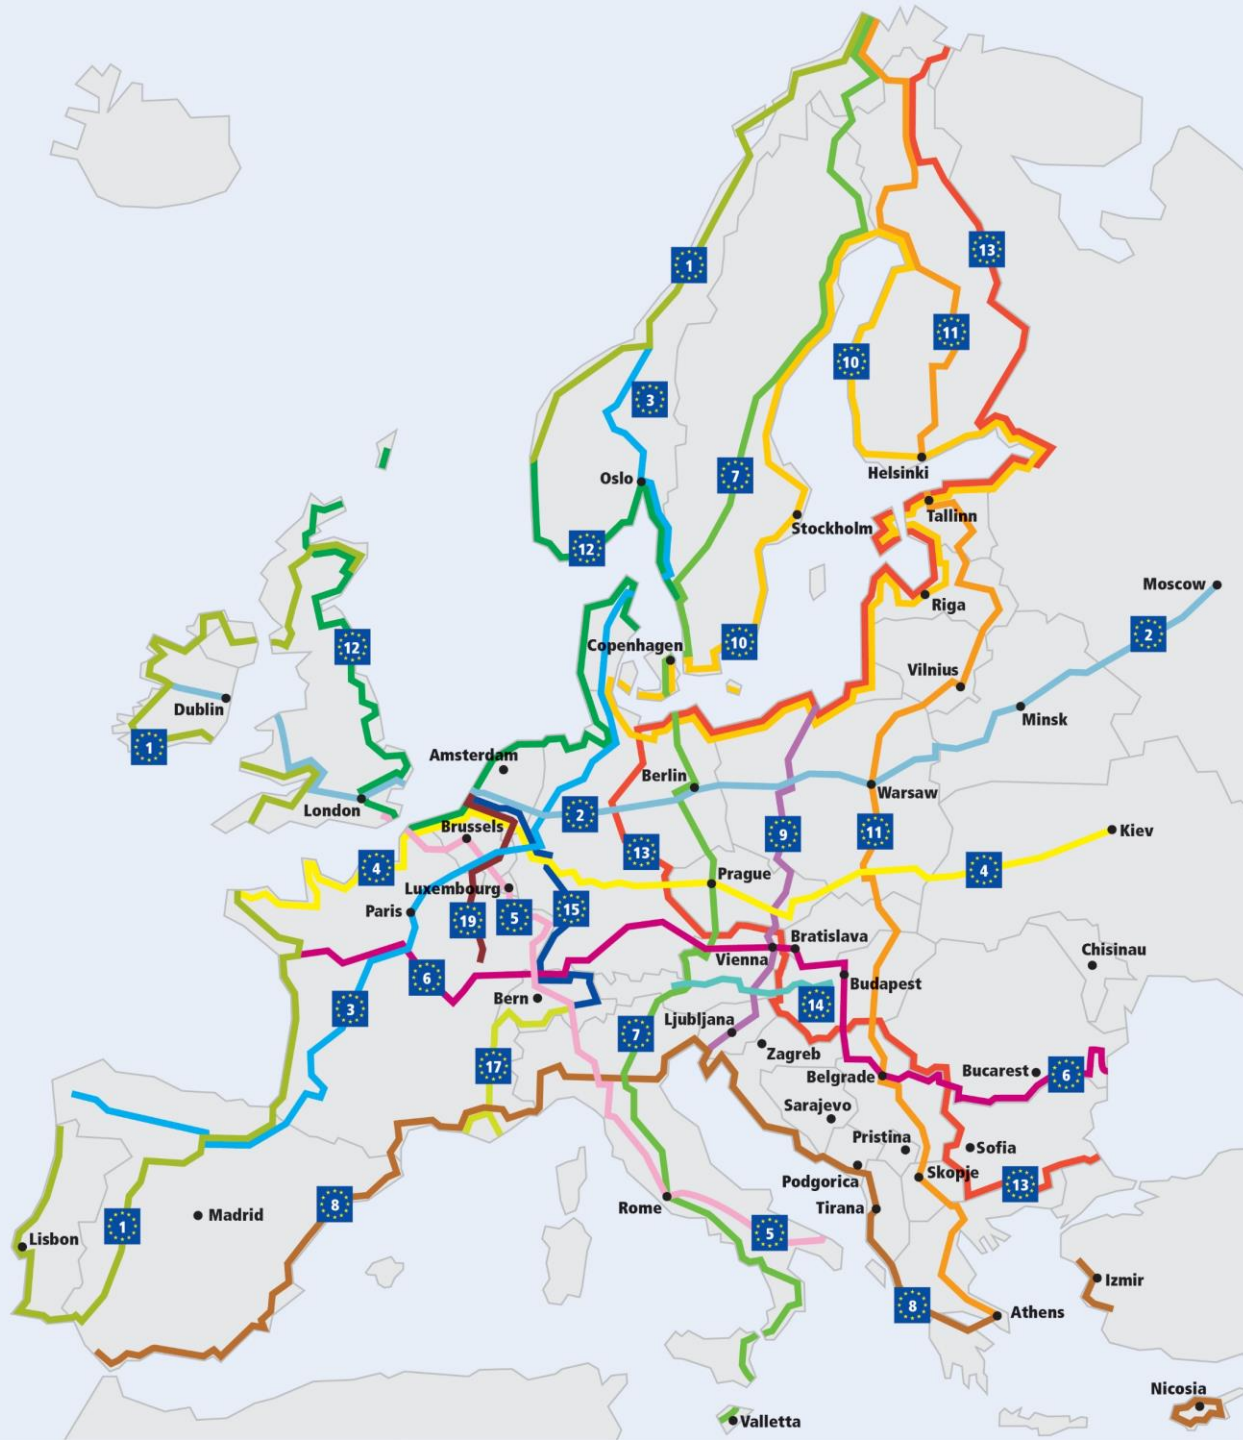 13
1
11
10
3
Helsinki
7
Oslo
Stockholm
Tallinn
12
Moscow
Riga
2
10
12
Copenhagen
Vilnius
Dublin
Minsk
1
Amsterdam
Berlin
Warsaw
London
2
Brussels
9
11
Kiev
13
4
4
Prague
Luxembourg
Paris
19
5
15
Bratislava
Vienna
Chisinau
6
Budapest
Bern
14
3
Ljubljana
7
Zagreb
17
Belgrade
Bucarest
6
Sarajevo
Pristina
Sofia
Skopje
Podgorica
13
8
Rome
Tirana
Madrid
1
5
Lisbon
Izmir
8
Athens
Nicosia
Valletta